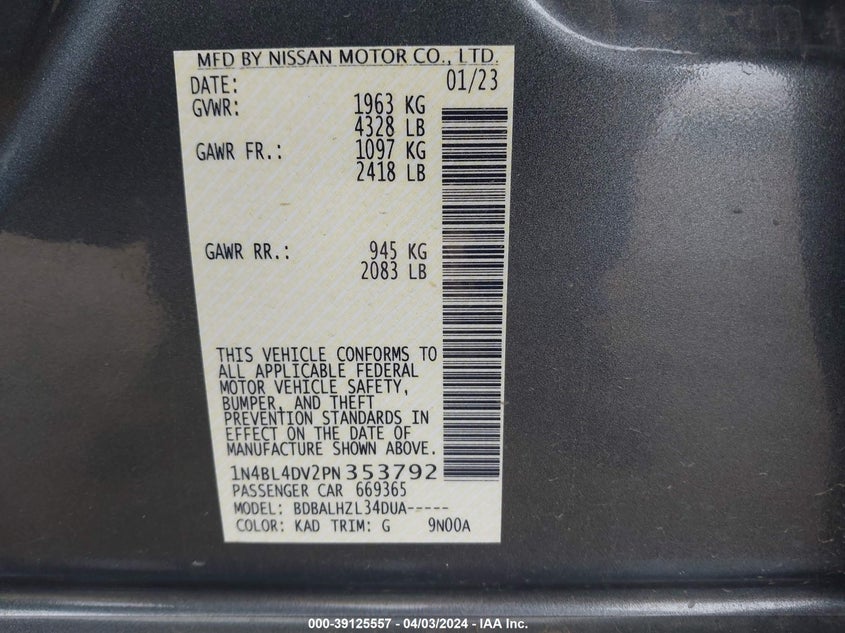 MFD BY NISSAN MOTOR CO., LTD.
DATE: 01/23
GVWR: 1963 KG
4328 LB
GAWR FR.: 1097 KG
2418 LB
GAWR RR.: 945 KG
2083 LB
THIS VEHICLE CONFORMS TO
ALL APPLICABLE FEDERAL
MOTOR VEHICLE SAFETY,
BUMPER, AND THEFT
PREVENTION STANDARDS IN
EFFECT ON THE DATE OF
MANUFACTURE SHOWN ABOVE.
1N4BL4DV2PN353792
PASSENGER CAR 669365
MODEL: BDBALHZL34DUA-----
COLOR: KAD TRIM: G 9N00A
000-39125557 - 04/03/2024 - IAA Inc.